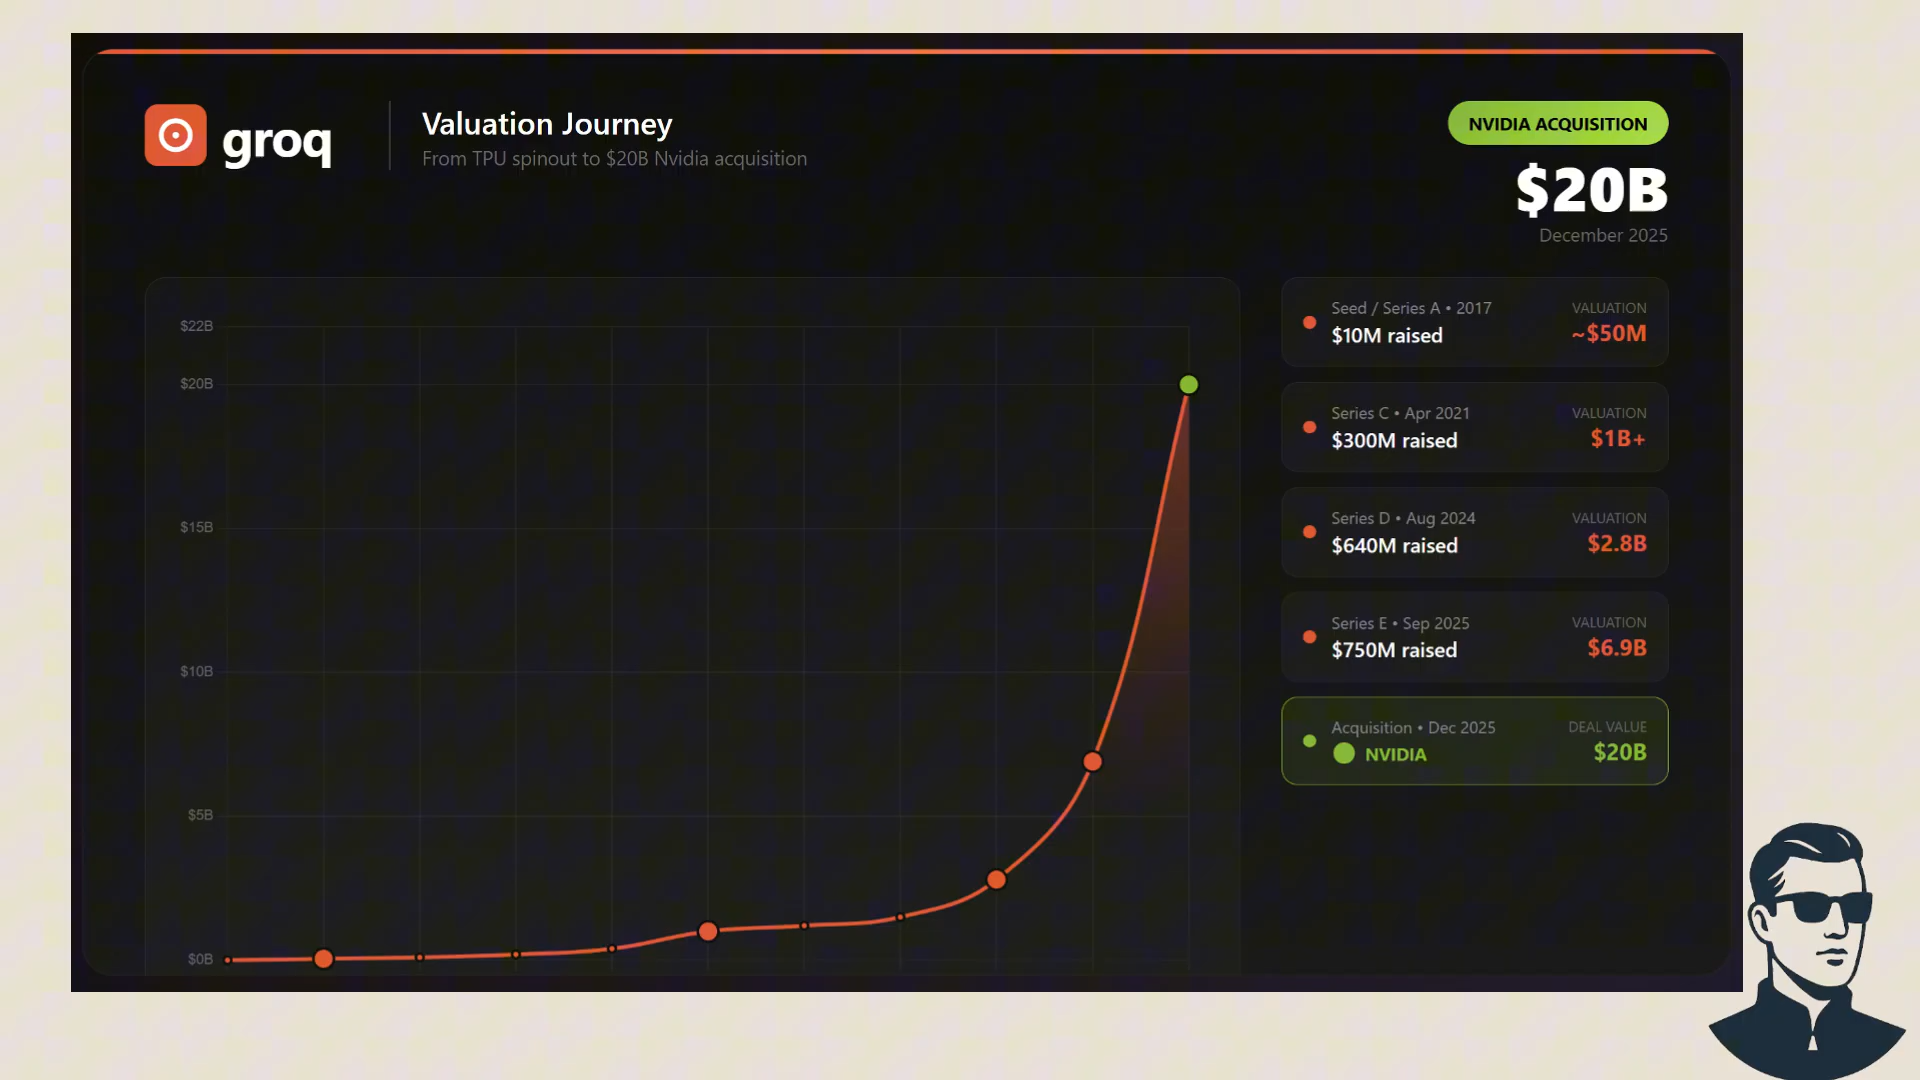 groq
Valuation Journey
From TPU spinout to $20B Nvidia acquisition
NVIDIA ACQUISITION
$20B
December 2025
$22B
$20B
$15B
$10B
$5B
$0B
Seed / Series A • 2017
$10M raised
VALUATION
~$50M
Series C • Apr 2021
$300M raised
VALUATION
$1B+
Series D • Aug 2024
$640M raised
VALUATION
$2.8B
Series E • Sep 2025
$750M raised
VALUATION
$6.9B
Acquisition • Dec 2025
NVIDIA
DEAL VALUE
$20B